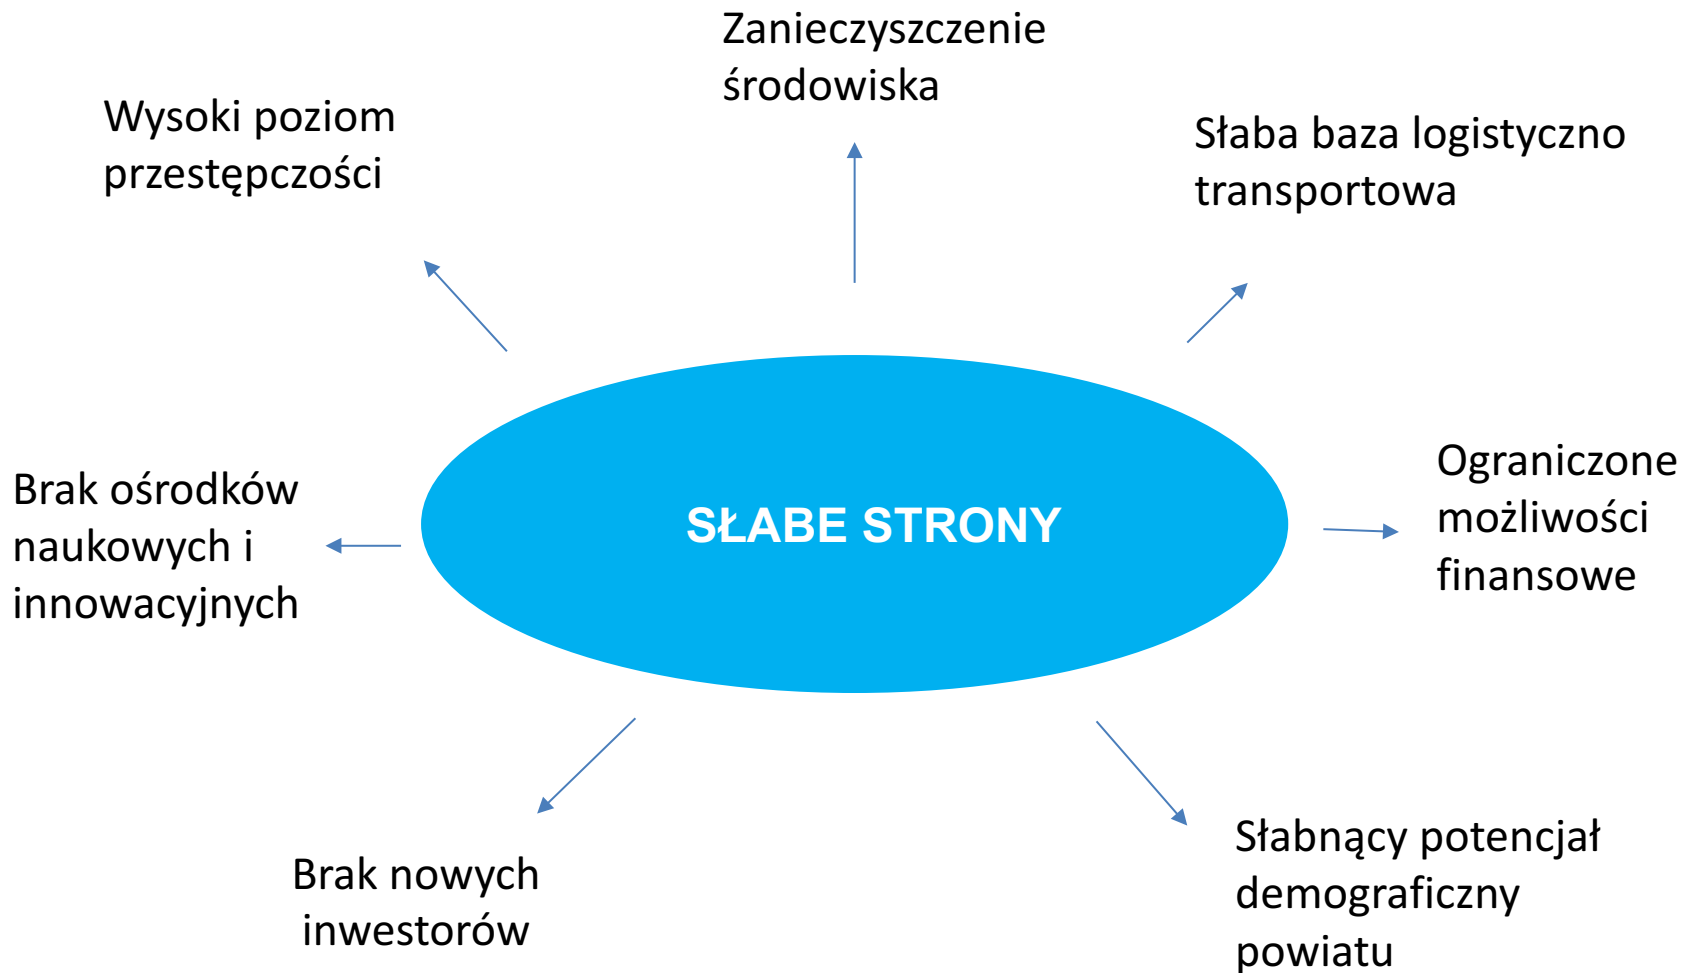 Zanieczyszczenie
środowiska
Wysoki poziom
przestępczości
Słaba baza logistyczno
transportowa
Brak ośrodków
naukowych i
innowacyjnych
SŁABE STRONY
Ograniczone
możliwości
finansowe
Brak nowych
inwestorów
Słabnący potencjał
demograficzny
powiatu